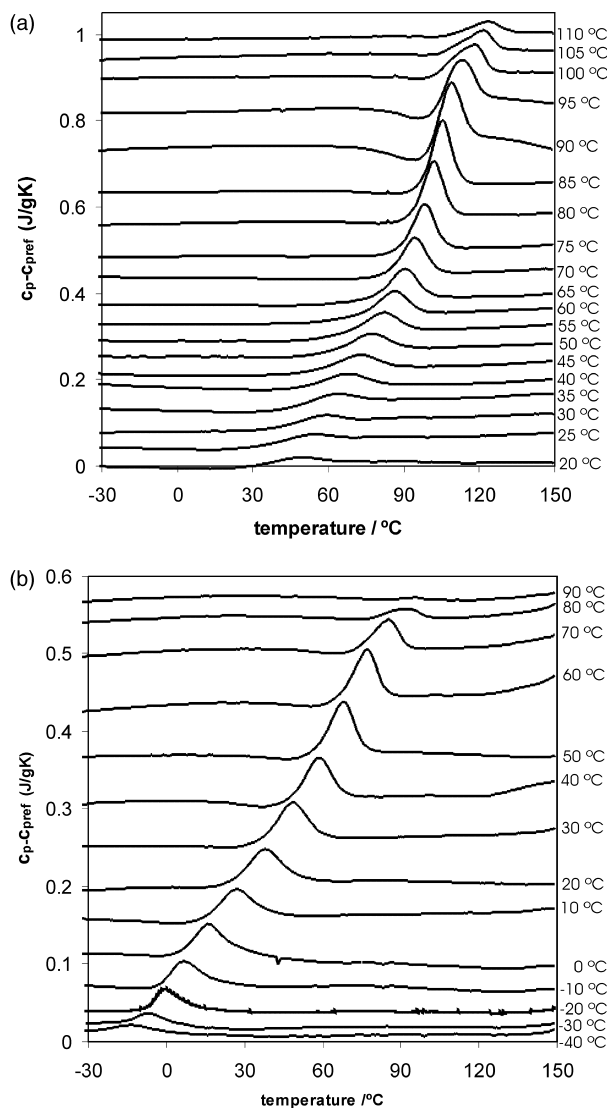 (a)
1
0.8
0.6
0.4
0.2
0
cp-cpref (J/gK)
110 ºC
105 ºC
100 ºC
95 ºC
90 ºC
85 ºC
80 ºC
75 ºC
70 ºC
65 ºC
60 ºC
55 ºC
50 ºC
45 ºC
40 ºC
35 ºC
30 ºC
25 ºC
20 ºC
-30 0 30 60 90 120 150
temperature / ºC
(b)
0.6
0.5
0.4
0.3
0.2
0.1
0
cp-cpref (J/gK)
90 ºC
80 ºC
70 ºC
60 ºC
50 ºC
40 ºC
30 ºC
20 ºC
10 ºC
0 ºC
-10 ºC
-20 ºC
-30 ºC
-40 ºC
-30 0 30 60 90 120 150
temperature /ºC